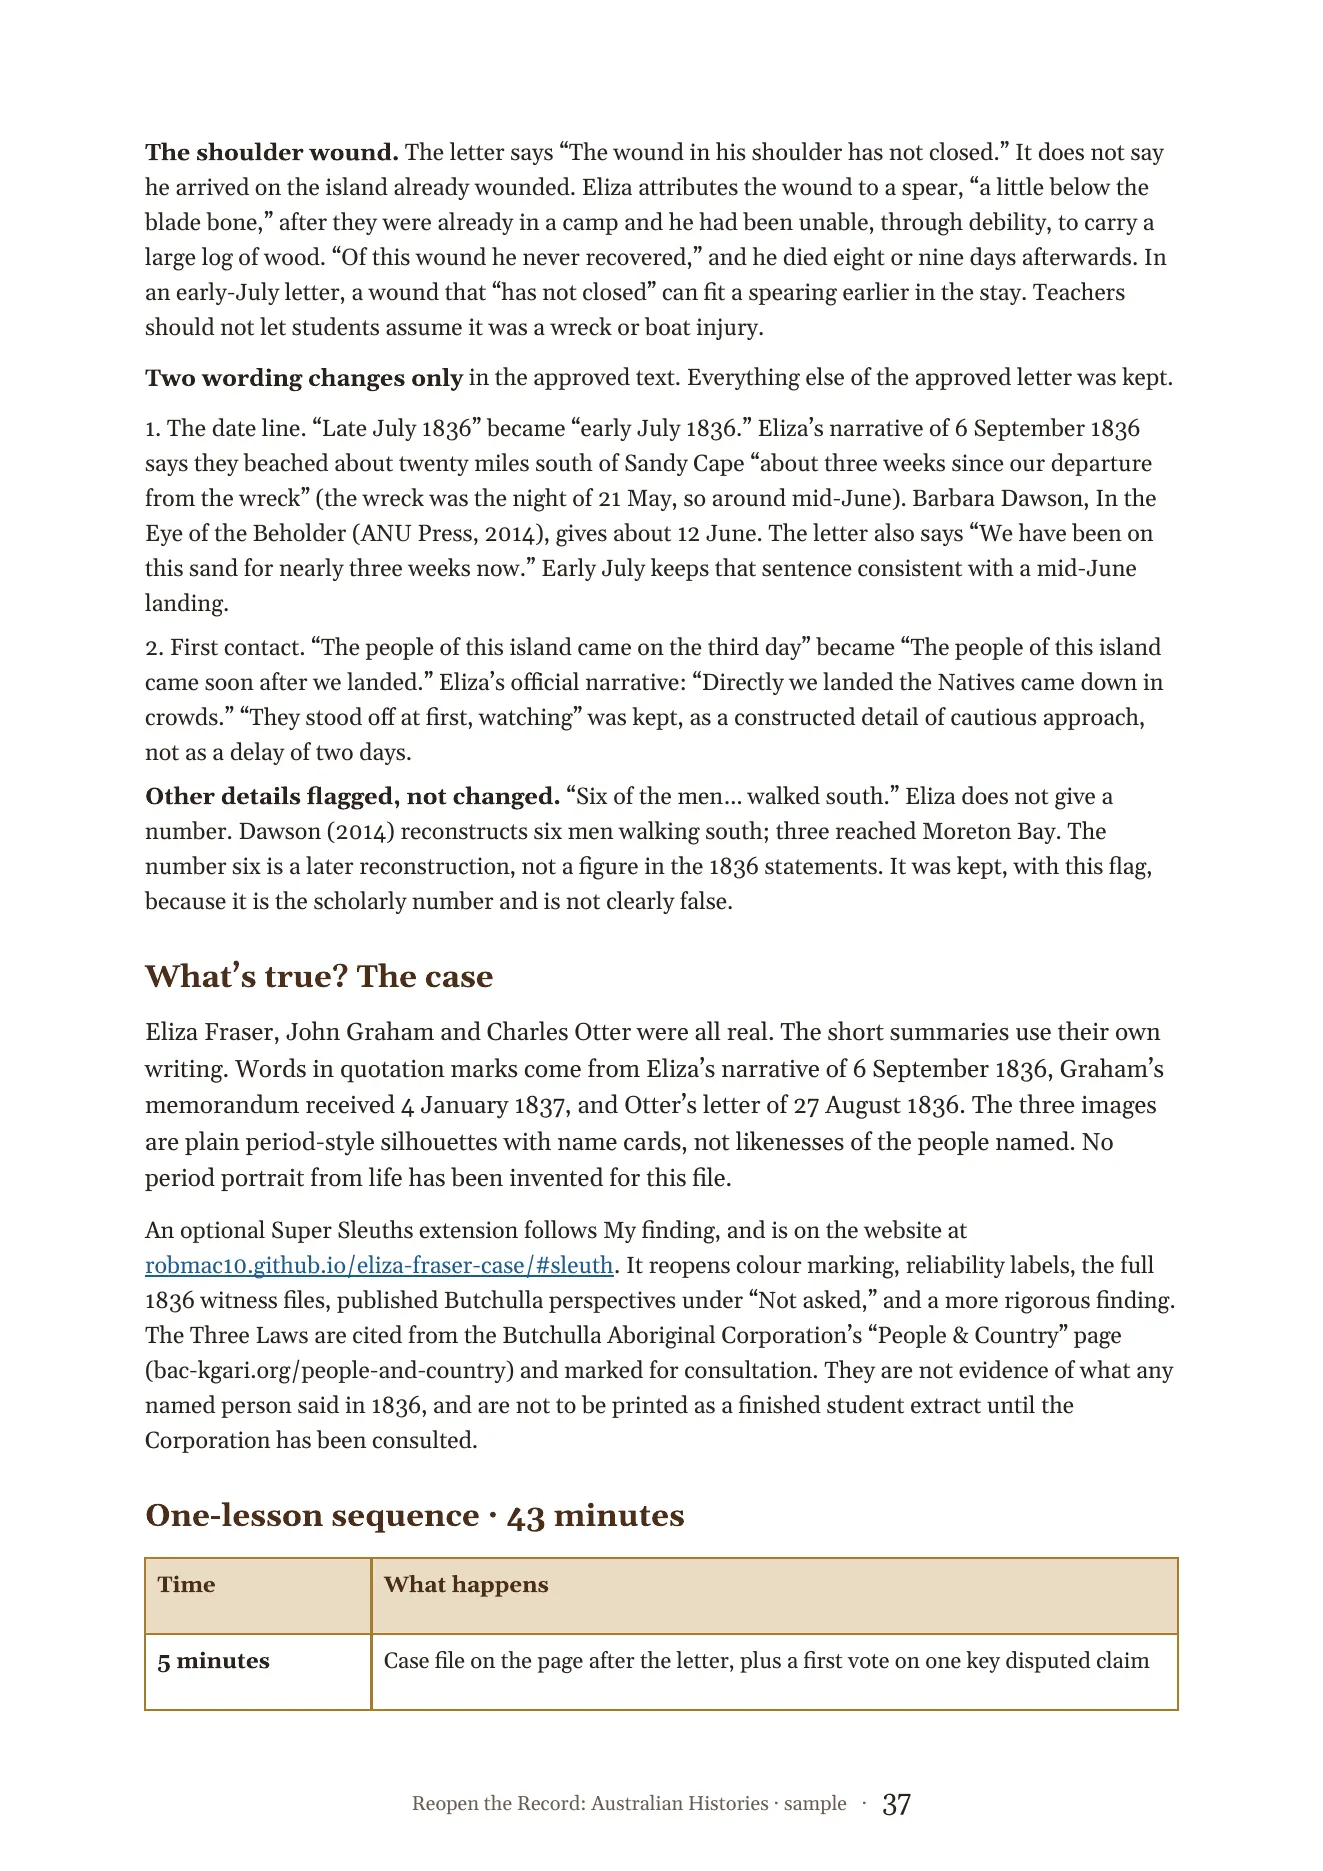 The shoulder wound. The letter says “The wound in his shoulder has not closed.” It does not say
he arrived on the island already wounded. Eliza attributes the wound to a spear, “a little below the
blade bone,” after they were already in a camp and he had been unable, through debility, to carry a
large log of wood. “Of this wound he never recovered,” and he died eight or nine days afterwards. In
an early-July letter, a wound that “has not closed” can fit a spearing earlier in the stay. Teachers
should not let students assume it was a wreck or boat injury.
Two wording changes only in the approved text. Everything else of the approved letter was kept.
1. The date line. “Late July 1836” became “early July 1836.” Eliza’s narrative of 6 September 1836
says they beached about twenty miles south of Sandy Cape “about three weeks since our departure
from the wreck” (the wreck was the night of 21 May, so around mid-June). Barbara Dawson, In the
Eye of the Beholder (ANU Press, 2014), gives about 12 June. The letter also says “We have been on
this sand for nearly three weeks now.” Early July keeps that sentence consistent with a mid-June
landing.
2. First contact. “The people of this island came on the third day” became “The people of this island
came soon after we landed.” Eliza’s official narrative: “Directly we landed the Natives came down in
crowds.” “They stood off at first, watching” was kept, as a constructed detail of cautious approach,
not as a delay of two days.
Other details flagged, not changed. “Six of the men… walked south.” Eliza does not give a
number. Dawson (2014) reconstructs six men walking south; three reached Moreton Bay. The
number six is a later reconstruction, not a figure in the 1836 statements. It was kept, with this flag,
because it is the scholarly number and is not clearly false.
What’s true? The case
Eliza Fraser, John Graham and Charles Otter were all real. The short summaries use their own
writing. Words in quotation marks come from Eliza’s narrative of 6 September 1836, Graham’s
memorandum received 4 January 1837, and Otter’s letter of 27 August 1836. The three images
are plain period-style silhouettes with name cards, not likenesses of the people named. No
period portrait from life has been invented for this file.
An optional Super Sleuths extension follows My finding, and is on the website at
robmac10.github.io/eliza-fraser-case/#sleuth. It reopens colour marking, reliability labels, the full
1836 witness files, published Butchulla perspectives under “Not asked,” and a more rigorous finding.
The Three Laws are cited from the Butchulla Aboriginal Corporation’s “People & Country” page
(bac-kgari.org/people-and-country) and marked for consultation. They are not evidence of what any
named person said in 1836, and are not to be printed as a finished student extract until the
Corporation has been consulted.
One-lesson sequence · 43 minutes
Time What happens
5 minutes Case file on the page after the letter, plus a first vote on one key disputed claim
Reopen the Record: Australian Histories · sample · 37